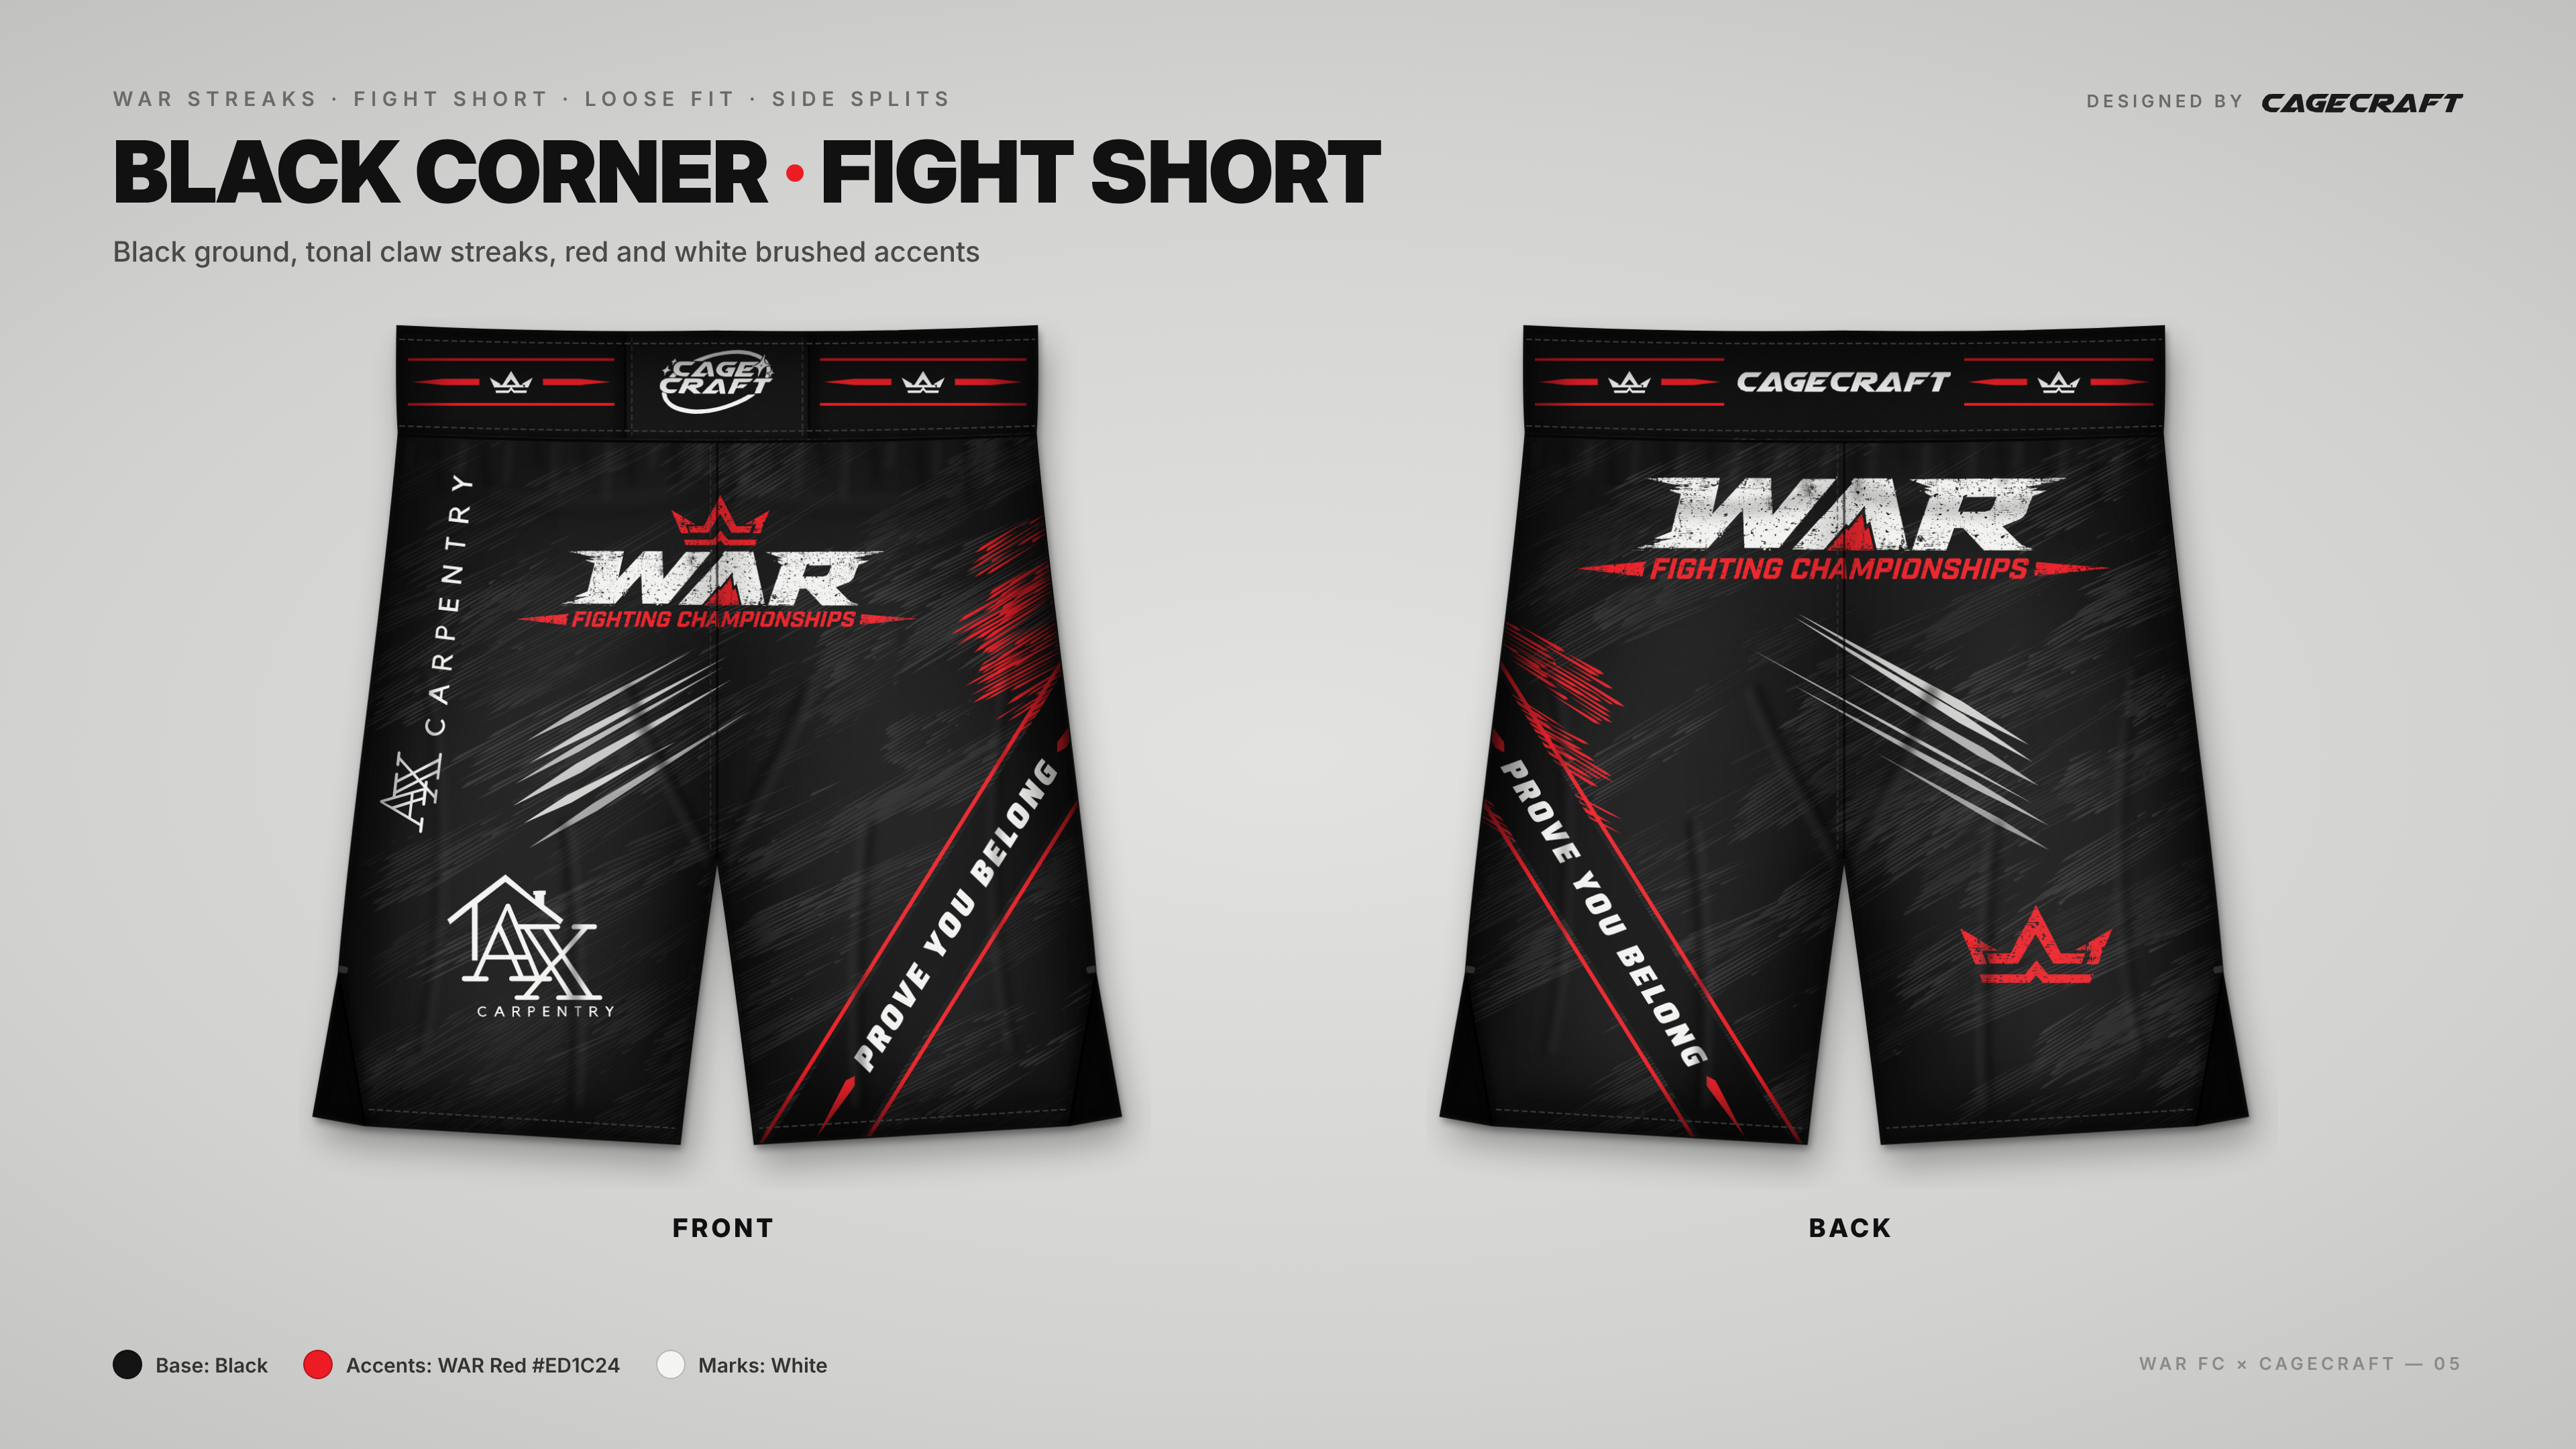 WAR STREAKS · FIGHT SHORT · LOOSE FIT · SIDE SPLITS
DESIGNED BY CAGECRAFT
BLACK CORNER · FIGHT SHORT
Black ground, tonal claw streaks, red and white brushed accents
CAGE
CRAFT
CARPENTRY
AX
WAR
FIGHTING CHAMPIONSHIPS
PROVE YOU BELONG
AX
CARPENTRY
CAGECRAFT
WAR
FIGHTING CHAMPIONSHIPS
PROVE YOU BELONG
FRONT
BACK
Base: Black
Accents: WAR Red #ED1C24
Marks: White
WAR FC × CAGECRAFT — 05